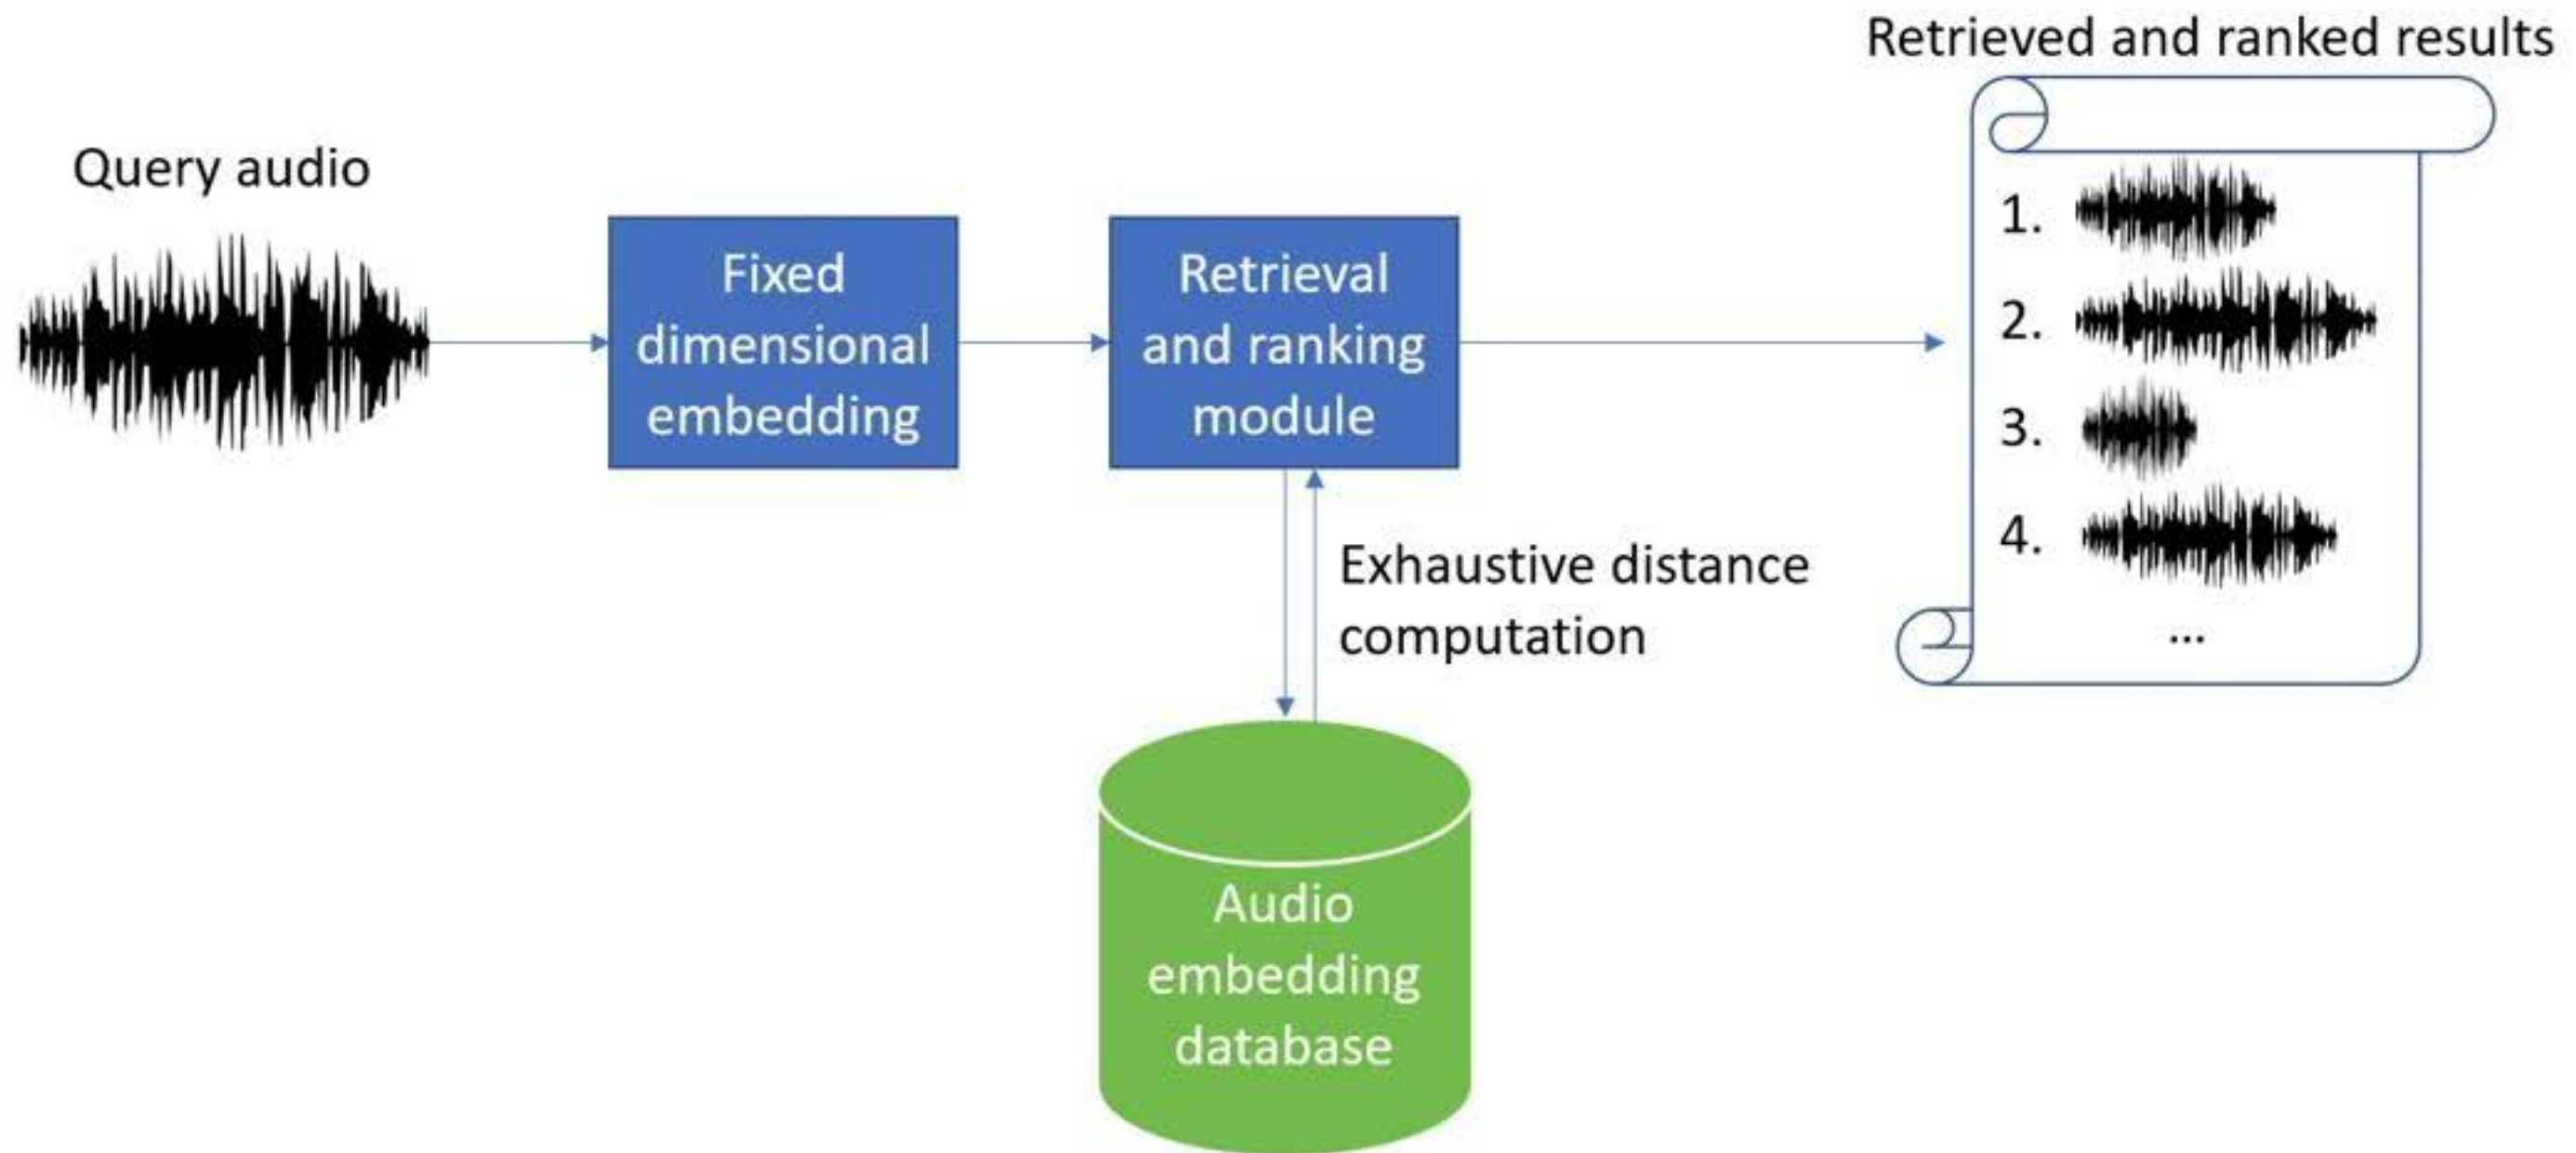 Retrieved and ranked results
Query audio
Fixed
dimensional
embedding
Retrieval
and ranking
module
1.
2.
3.
4.
...
Exhaustive distance
computation
Audio
embedding
database